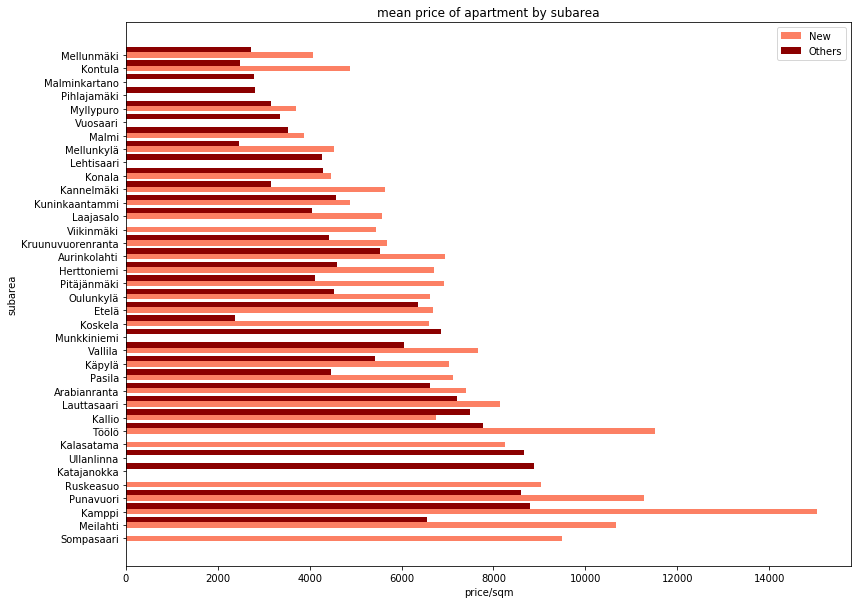 mean price of apartment by subarea
New
Others
Mellunmäki
Kontula
Malminkartano
Pihlajamäki
Myllypuro
Vuosaari
Malmi
Mellunkylä
Lehtisaari
Konala
Kannelmäki
Kuninkaantammi
Laajasalo
Viikinmäki
Kruunuvuorenranta
Aurinkolahti
Herttoniemi
Pitäjänmäki
Oulunkylä
Etelä
Koskela
Munkkiniemi
Vallila
Käpylä
Pasila
Arabianranta
Lauttasaari
Kallio
Töölö
Kalasatama
Ullanlinna
Katajanokka
Ruskeasuo
Punavuori
Kamppi
Meilahti
Sompasaari
subarea
0 2000 4000 6000 8000 10000 12000 14000
price/sqm